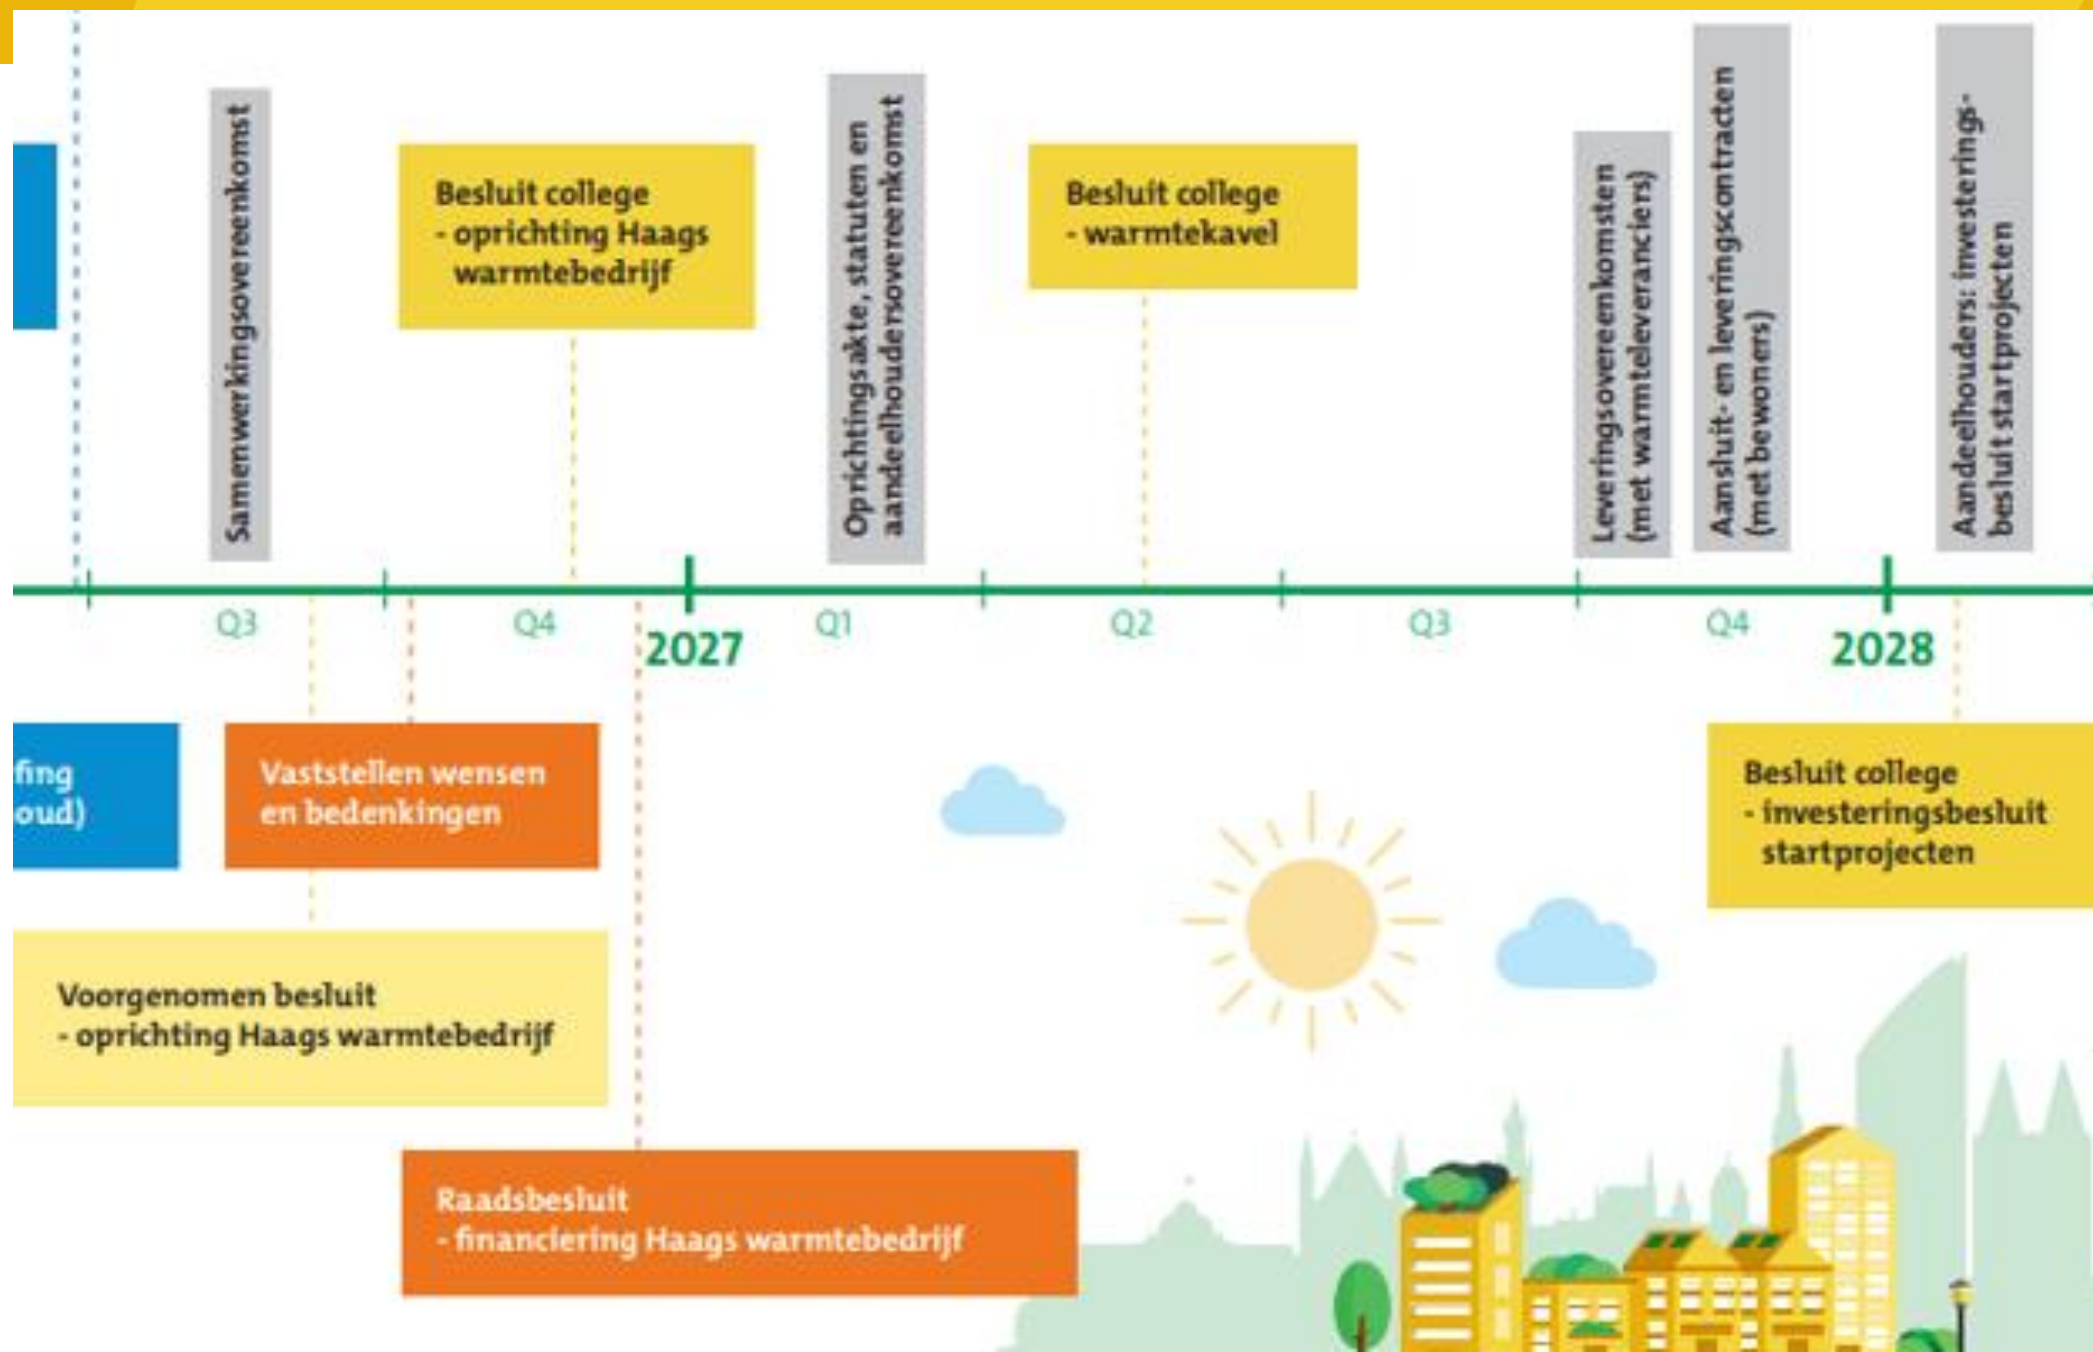 Samenwerkingsovereenkomst
Besluit college
- oprichting Haags
warmtebedrijf
Oprichtingsakte, statuten en
aandeelhoudersovereenkomst
Besluit college
- warmtekavel
Leveringsovereenkomsten
(met warmteleveranciers)
Aansluit- en leveringscontracten
(met bewoners)
Aandeelhouders: investerings-
besluit startprojecten
Q3
Q4
2027
Q1
Q2
Q3
Q4
2028
fing
oud)
Vaststellen wensen
en bedenkingen
Besluit college
- investeringsbesluit
startprojecten
Voorgenomen besluit
- oprichting Haags warmtebedrijf
Raadsbesluit
- financiering Haags warmtebedrijf